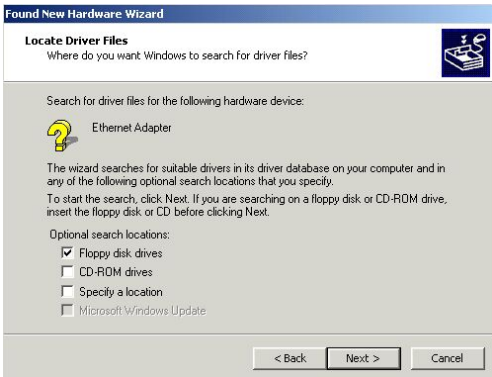 Found New Hardware Wizard
Locate Driver Files
Where do you want Windows to search for driver files?
Search for driver files for the following hardware device:
Ethernet Adapter
The wizard searches for suitable drivers in its driver database on your computer and in
any of the following optional search locations that you specify.
To start the search, click Next. If you are searching on a floppy disk or CD-ROM drive,
insert the floppy disk or CD before clicking Next.
Optional search locations:
Floppy disk drives
CD-ROM drives
Specify a location
Microsoft Windows Update
< Back Next > Cancel